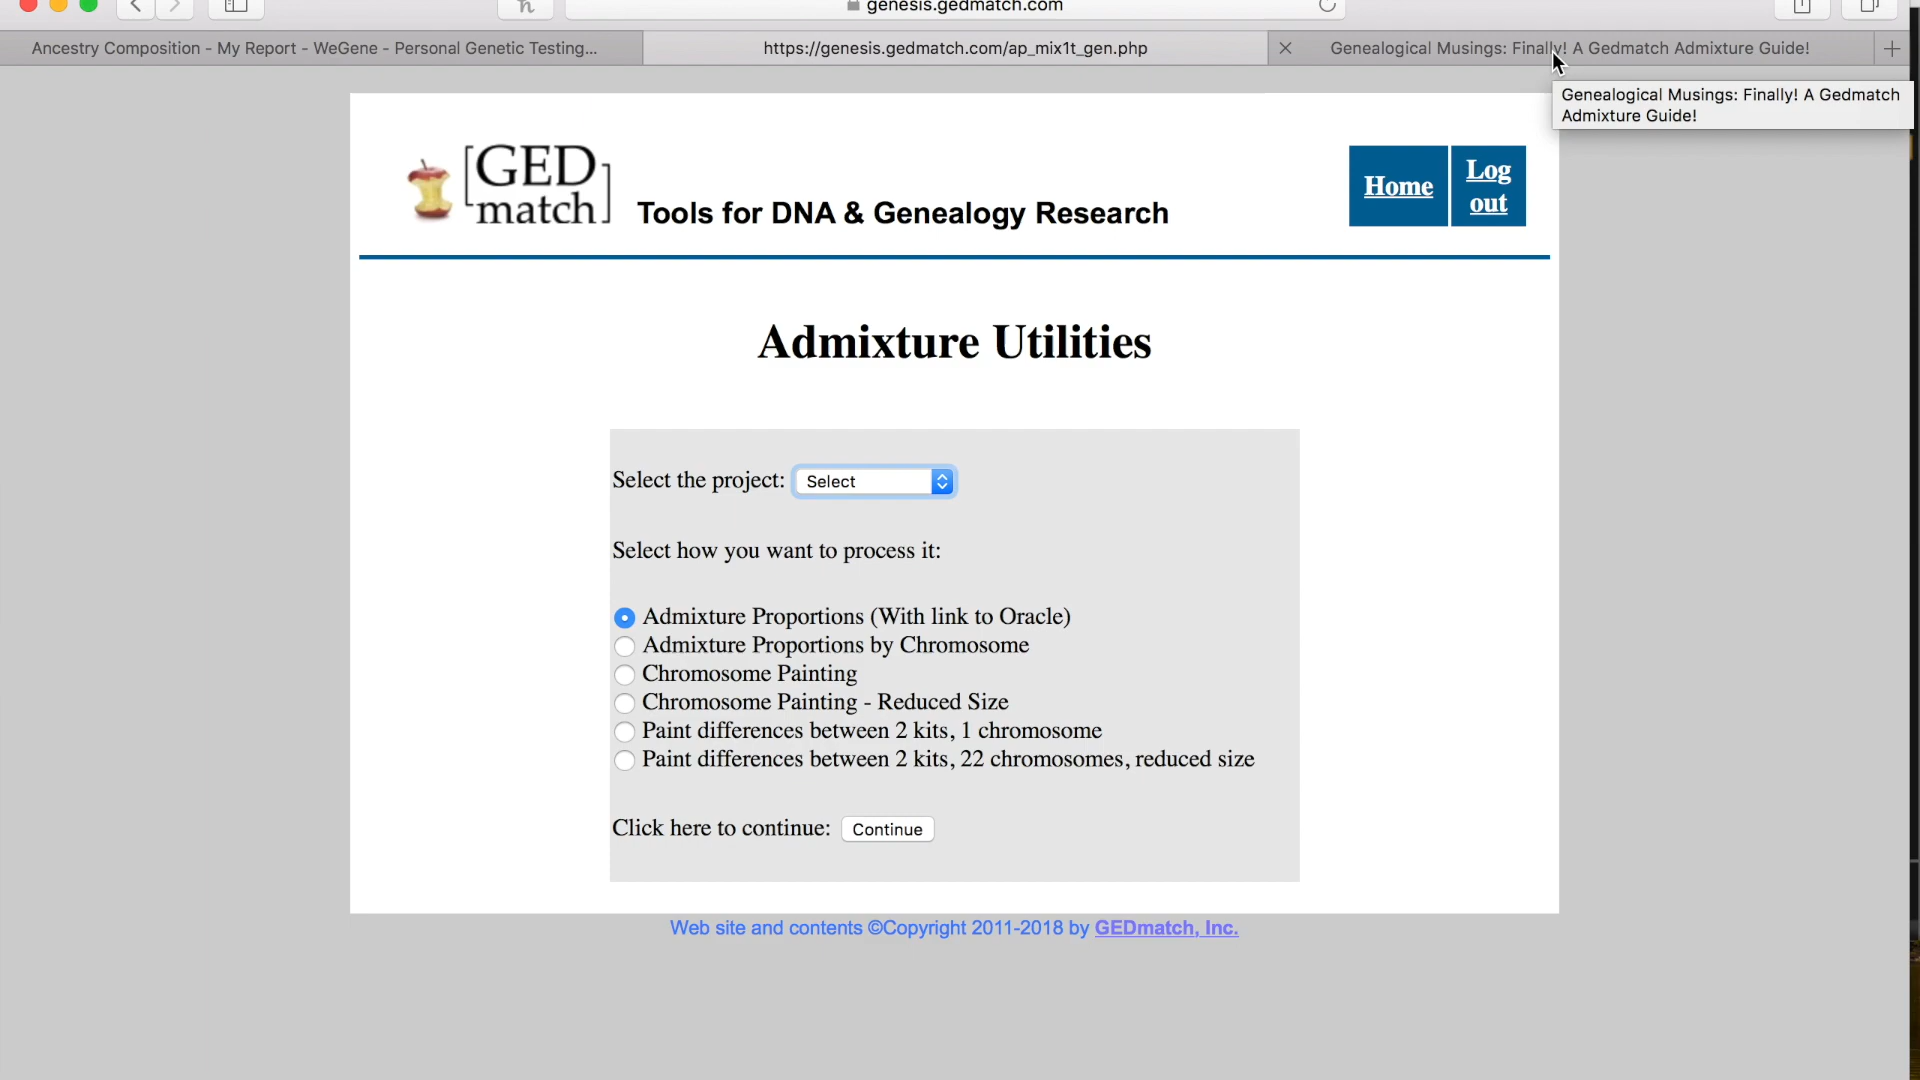 genesis.gedmatch.com
Ancestry Composition - My Report - WeGene - Personal Genetic Testing...
https://genesis.gedmatch.com/ap_mix1t_gen.php
Genealogical Musings: Finally! A Gedmatch Admixture Guide!
Genealogical Musings: Finally! A Gedmatch
Admixture Guide!
[GED
match]
Tools for DNA & Genealogy Research
Home
Log
out
Admixture Utilities
Select the project: Select
Select how you want to process it:
Admixture Proportions (With link to Oracle)
Admixture Proportions by Chromosome
Chromosome Painting
Chromosome Painting - Reduced Size
Paint differences between 2 kits, 1 chromosome
Paint differences between 2 kits, 22 chromosomes, reduced size
Click here to continue: Continue
Web site and contents ©Copyright 2011-2018 by GEDmatch, Inc.